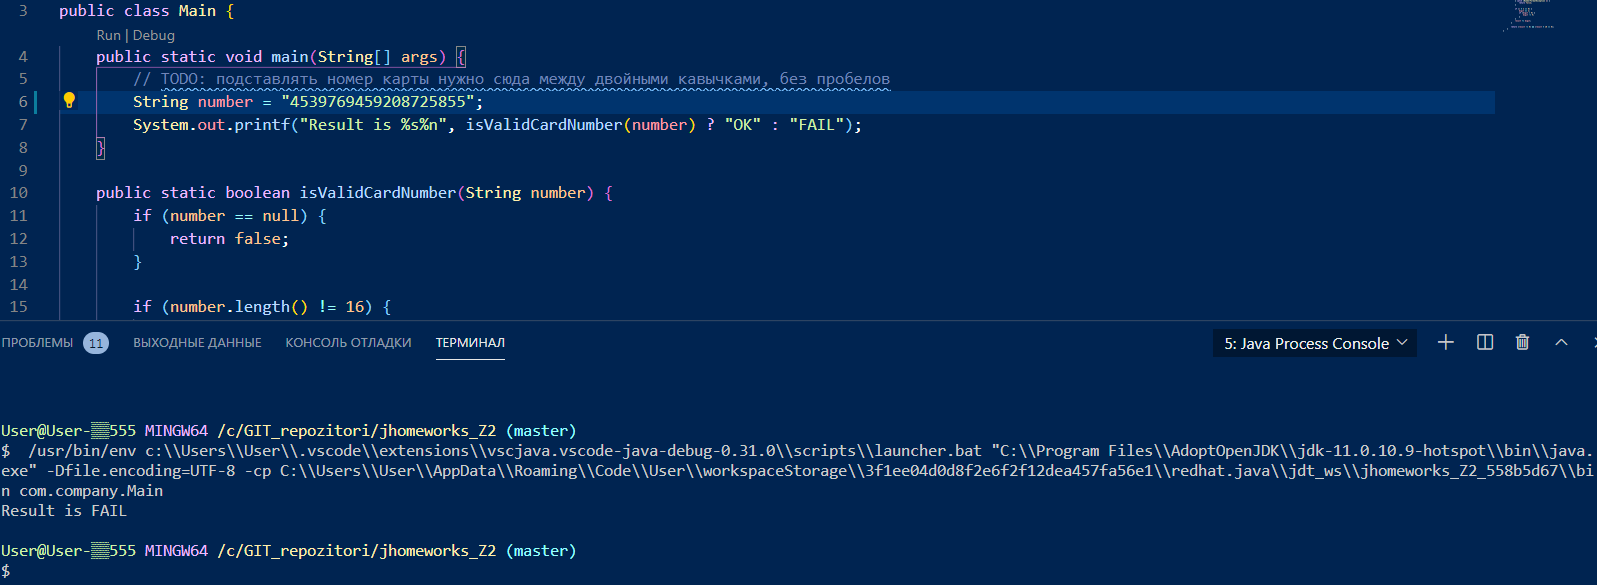 3 public class Main {
Run | Debug
4 public static void main(String[] args) {
5 // TODO: подставлять номер карты нужно сюда между двойными кавычками, без пробелов
6 String number = "4539769459208725855";
7 System.out.printf("Result is %s%n", isValidCardNumber(number) ? "OK" : "FAIL");
8 }
9
10 public static boolean isValidCardNumber(String number) {
11 if (number == null) {
12 return false;
13 }
14
15 if (number.length() != 16) {
ПРОБЛЕМЫ 11 ВЫХОДНЫЕ ДАННЫЕ КОНСОЛЬ ОТЛАДКИ ТЕРМИНАЛ 5: Java Process Console
User@User-▒▒555 MINGW64 /c/GIT_repozitori/jhomeworks_Z2 (master)
$ /usr/bin/env c:\\Users\\User\\.vscode\\extensions\\vscjava.vscode-java-debug-0.31.0\\scripts\\launcher.bat "C:\\Program Files\\AdoptOpenJDK\\jdk-11.0.10.9-hotspot\\bin\\java.
exe" -Dfile.encoding=UTF-8 -cp C:\\Users\\User\\AppData\\Roaming\\Code\\User\\workspaceStorage\\3f1ee04d0d8f2e6f2f12dea457fa56e1\\redhat.java\\jdt_ws\\jhomeworks_Z2_558b5d67\\bi
n com.company.Main
Result is FAIL
User@User-▒▒555 MINGW64 /c/GIT_repozitori/jhomeworks_Z2 (master)
$